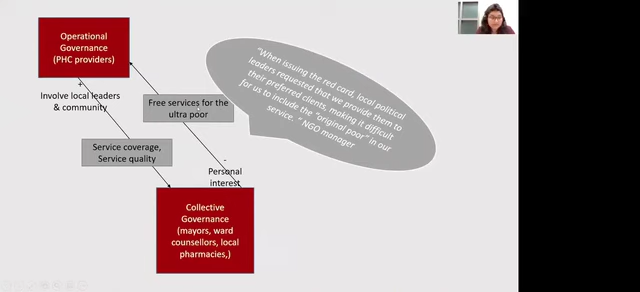 Operational
Governance
(PHC providers)
+
Involve local leaders
& community
Free services for the
ultra poor
Service coverage,
Service quality
-
Personal
interest
Collective
Governance
(mayors, ward
counsellors, local
pharmacies,)
"When issuing the red card, local political
leaders requested that we provide them to
their preferred clients, making it difficult
for us to include the "original poor" in our
service. " NGO manager